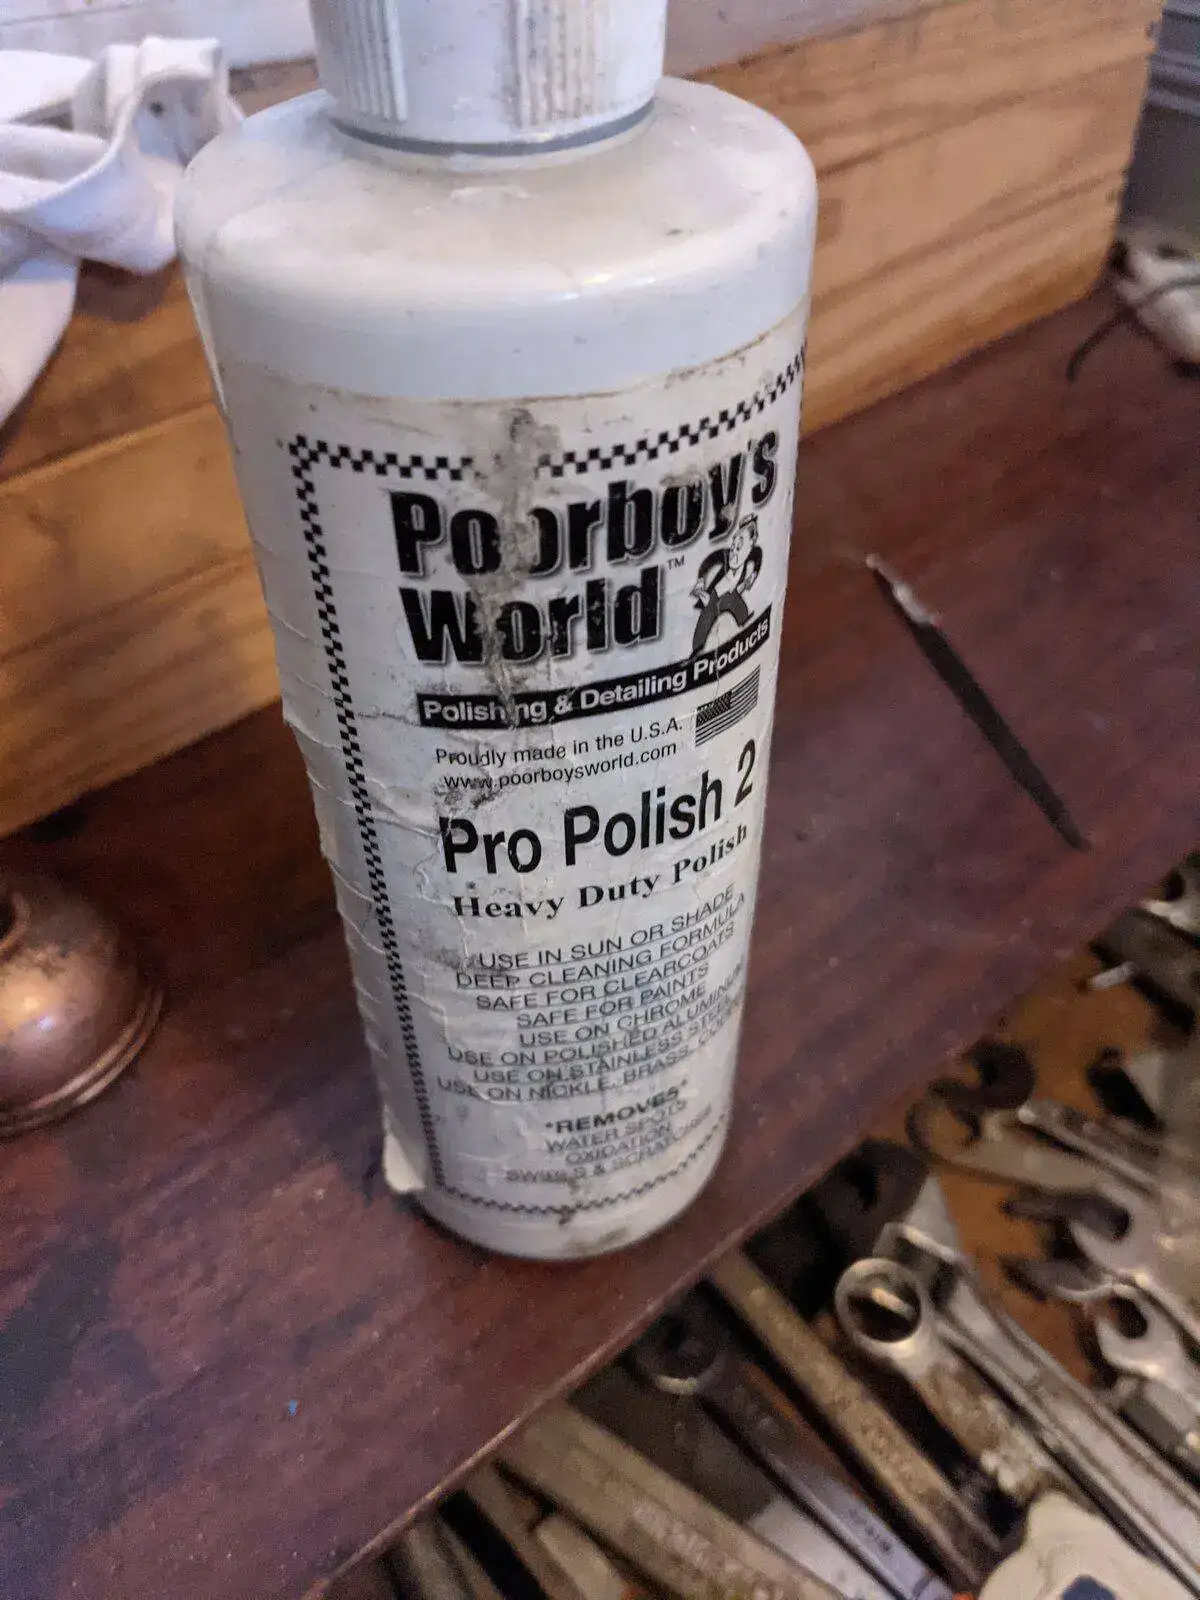 Poorboy's
World™
Polishing & Detailing Products
Proudly made in the U.S.A.
www.poorboysworld.com
Pro Polish 2
Heavy Duty Polish
USE IN SUN OR SHADE
DEEP CLEANING FORMULA
SAFE FOR CLEARCOATS
SAFE FOR PAINTS
USE ON CHROME
USE ON POLISHED ALUMINUM
USE ON STAINLESS STEEL
USE ON NICKLE, BRASS,
*REMOVES*
WATER SPOTS
OXIDATION
SWIRLS & SCRATCHES